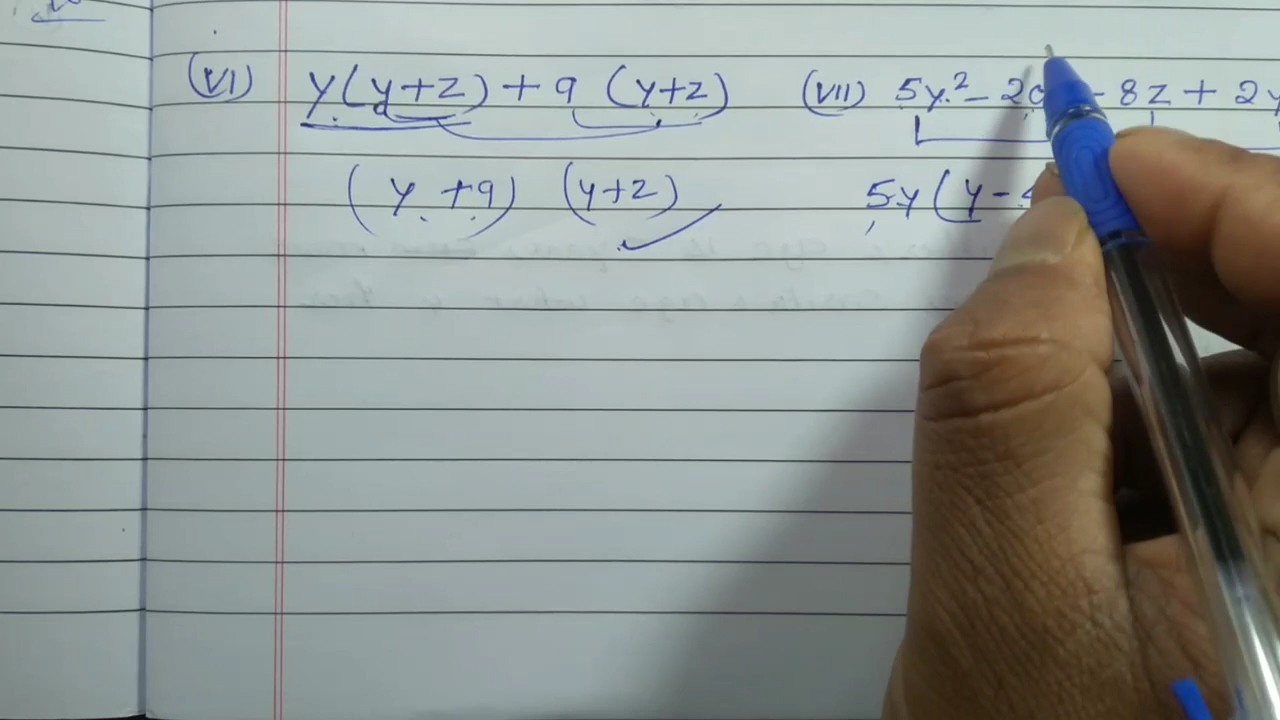 (VI) y(y+z) + 9 (y+z)
(y + 9) (y+z)
(VII) 5y² - 20 - 8z + 2y
5y(y -